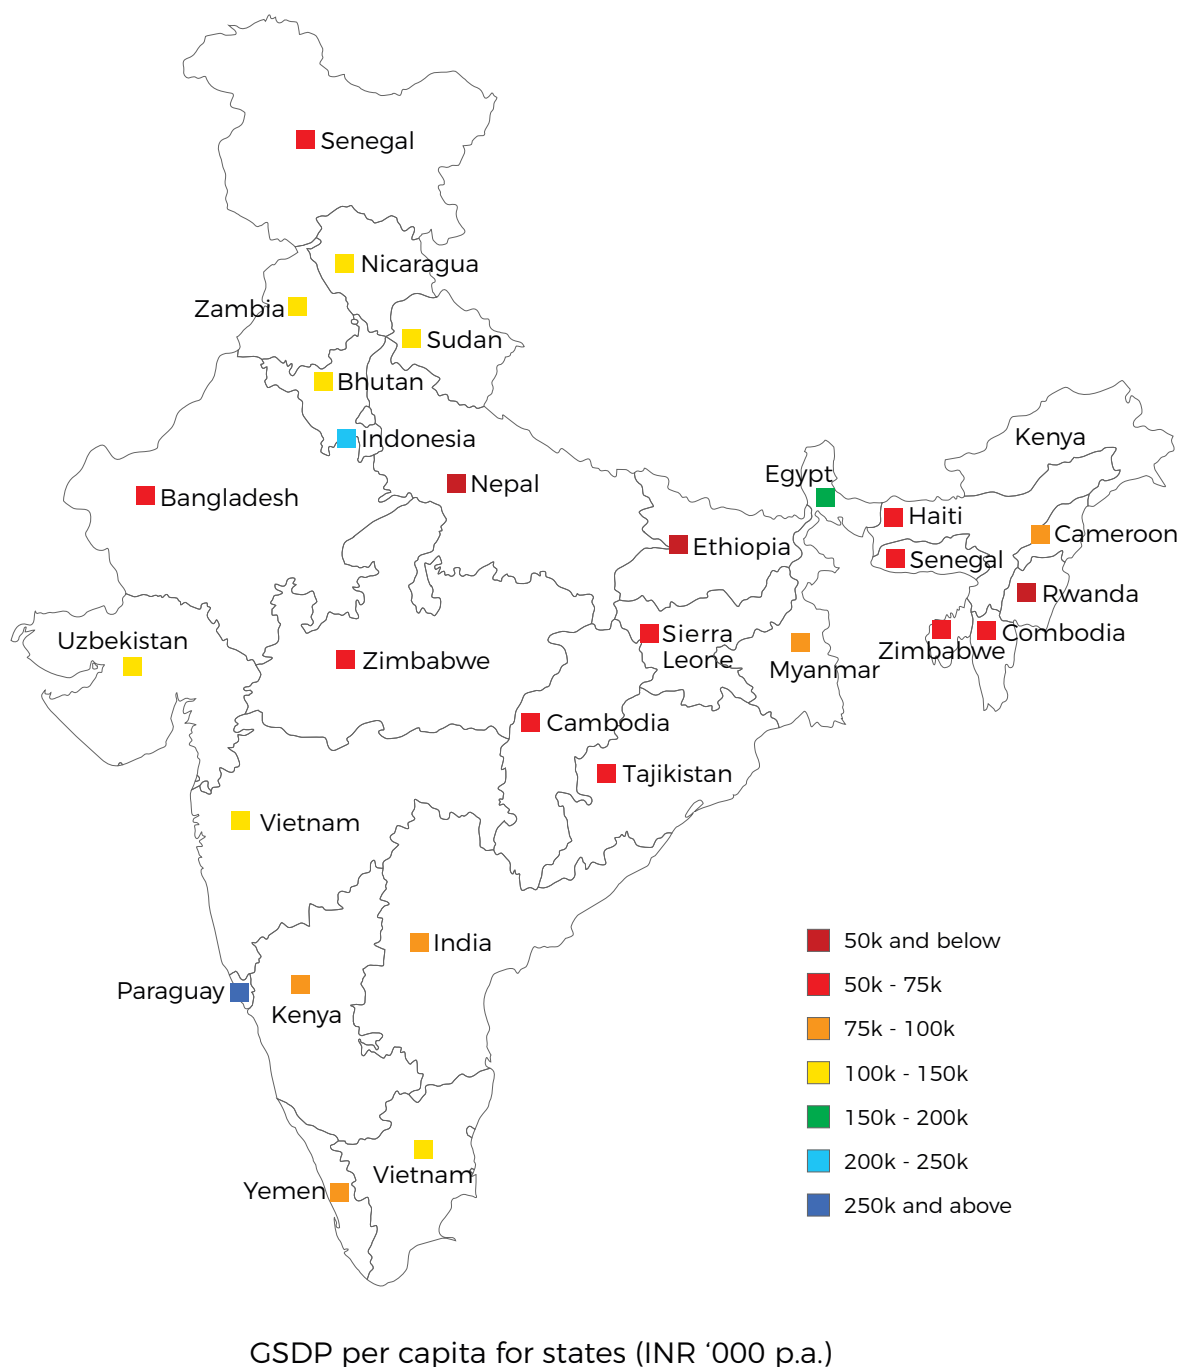 Senegal
Nicaragua
Zambia
Sudan
Bhutan
Indonesia
Kenya
Egypt
Nepal
Bangladesh
Haiti
Cameroon
Ethiopia
Senegal
Rwanda
Uzbekistan
Sierra
Leone
Combodia
Zimbabwe
Zimbabwe
Myanmar
Cambodia
Tajikistan
Vietnam
India
Paraguay
Kenya
Vietnam
Yemen
50k and below
50k - 75k
75k - 100k
100k - 150k
150k - 200k
200k - 250k
250k and above
GSDP per capita for states (INR ‘000 p.a.)